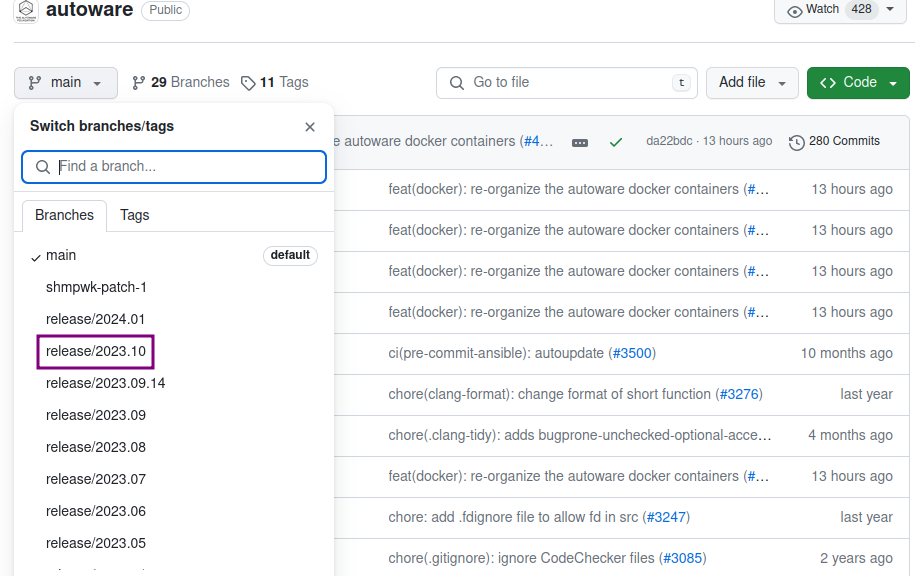 autoware Public Watch 428
main 29 Branches 11 Tags Go to file t Add file Code
Switch branches/tags
Find a branch...
Branches Tags
main default
shmpwk-patch-1
release/2024.01
release/2023.10
release/2023.09.14
release/2023.09
release/2023.08
release/2023.07
release/2023.06
release/2023.05
e autoware docker containers (#4… da22bdc · 13 hours ago 280 Commits
feat(docker): re-organize the autoware docker containers (#… 13 hours ago
feat(docker): re-organize the autoware docker containers (#… 13 hours ago
feat(docker): re-organize the autoware docker containers (#… 13 hours ago
feat(docker): re-organize the autoware docker containers (#… 13 hours ago
ci(pre-commit-ansible): autoupdate (#3500) 10 months ago
chore(clang-format): change format of short function (#3276) last year
chore(.clang-tidy): adds bugprone-unchecked-optional-acce… 4 months ago
feat(docker): re-organize the autoware docker containers (#… 13 hours ago
chore: add .fdignore file to allow fd in src (#3247) last year
chore(.gitignore): ignore CodeChecker files (#3085) 2 years ago